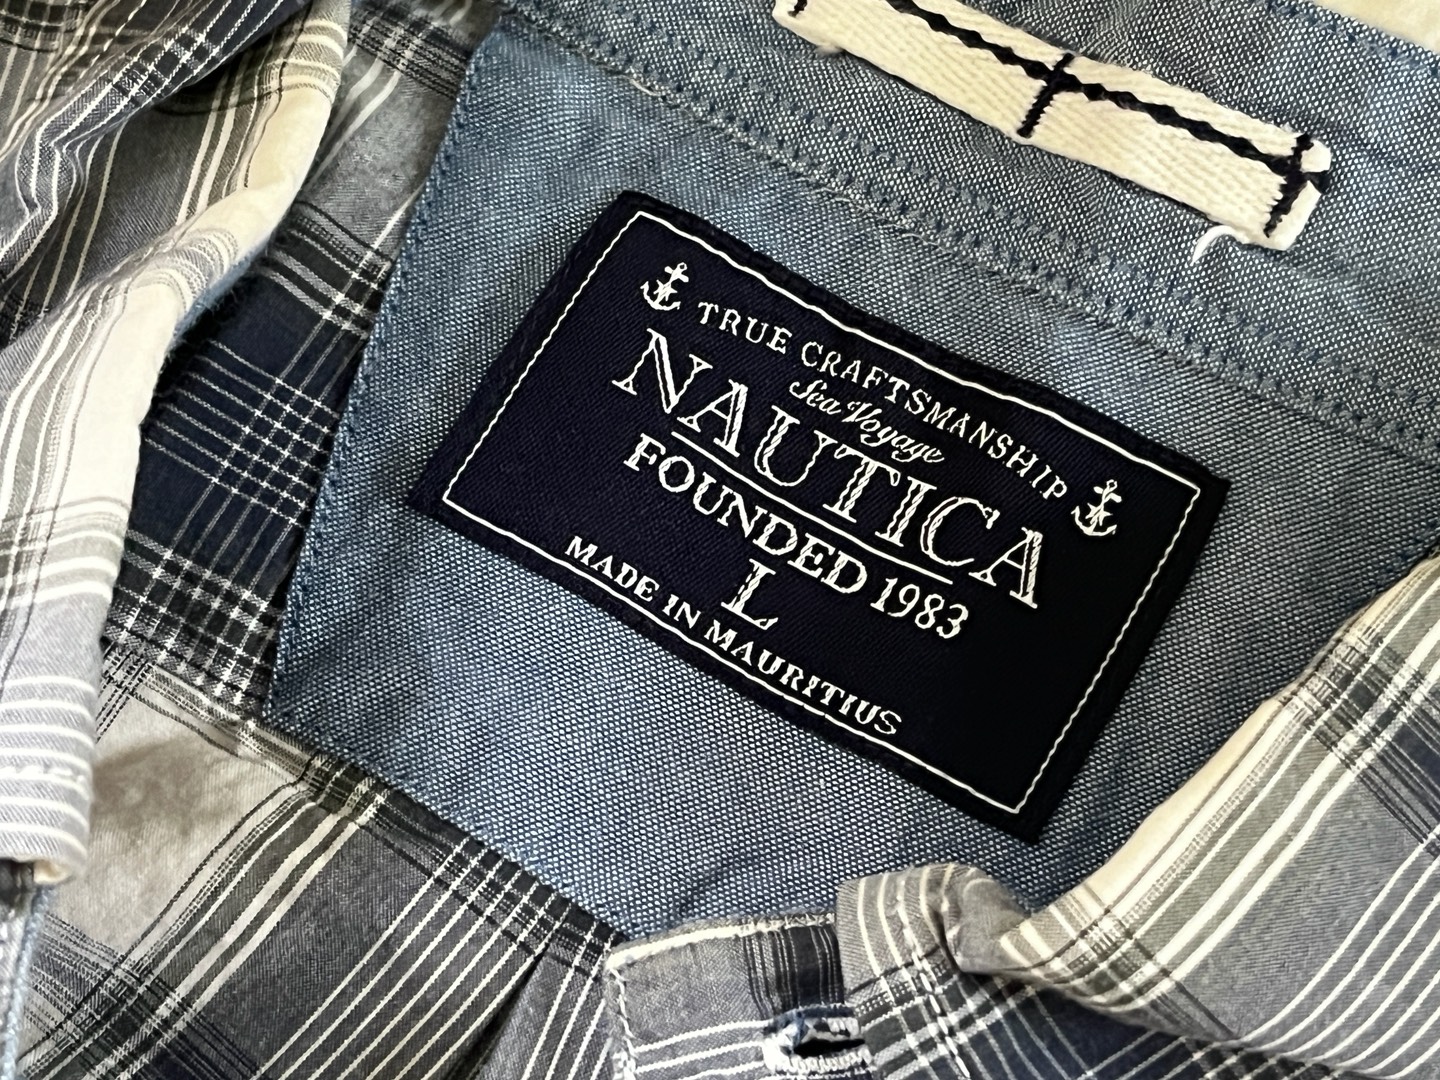 TRUE CRAFTSMANSHIP
Sea Voyage
NAUTICA
FOUNDED 1983
L
MADE IN MAURITIUS